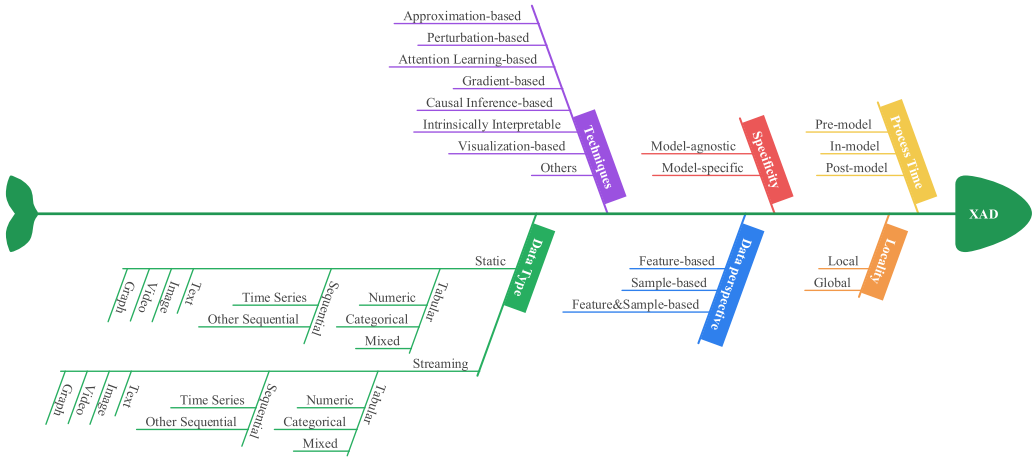 Approximation-based
Perturbation-based
Attention Learning-based
Gradient-based
Causal Inference-based
Intrinsically Interpretable
Visualization-based
Others
Techniques
Model-agnostic
Model-specific
Specificity
Pre-model
In-model
Post-model
Process Time
XAD
Data Type
Static
Graph
Video
Image
Text
Sequential
Time Series
Other Sequential
Tabular
Numeric
Categorical
Mixed
Streaming
Graph
Video
Image
Text
Sequential
Time Series
Other Sequential
Tabular
Numeric
Categorical
Mixed
Feature-based
Sample-based
Feature&Sample-based
Data perspective
Local
Global
Locality